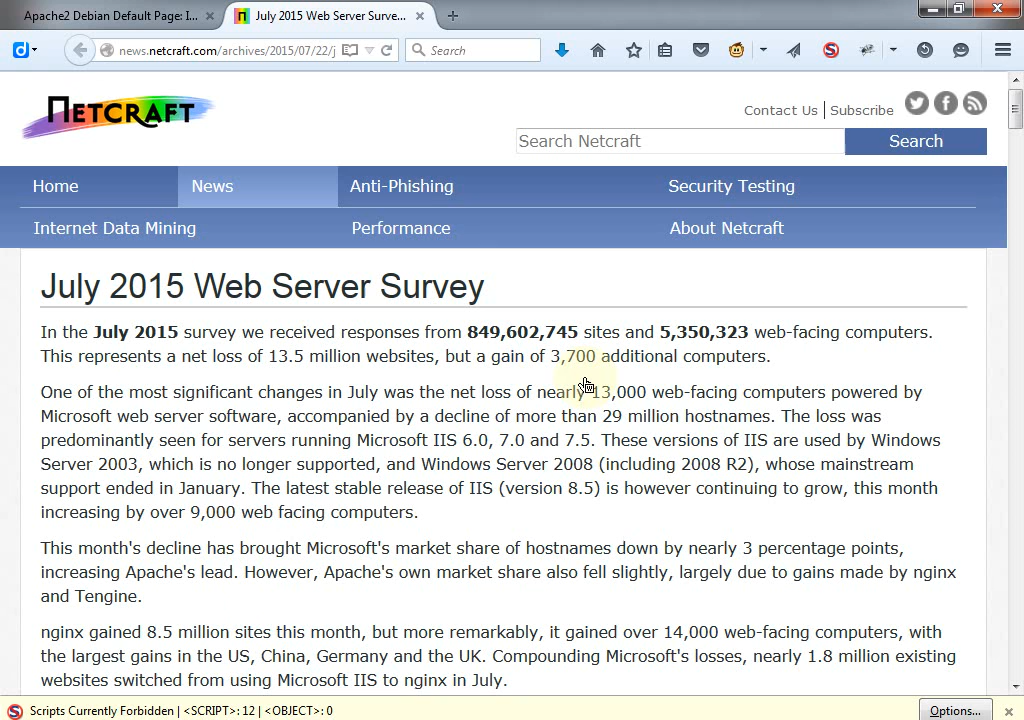 Apache2 Debian Default Page: I...
July 2015 Web Server Surve...
news.netcraft.com/archives/2015/07/22/j
Search
NETCRAFT
Contact Us | Subscribe
Search Netcraft
Search
Home
News
Anti-Phishing
Security Testing
Internet Data Mining
Performance
About Netcraft
July 2015 Web Server Survey
In the July 2015 survey we received responses from 849,602,745 sites and 5,350,323 web-facing computers.
This represents a net loss of 13.5 million websites, but a gain of 3,700 additional computers.
One of the most significant changes in July was the net loss of nearly 13,000 web-facing computers powered by
Microsoft web server software, accompanied by a decline of more than 29 million hostnames. The loss was
predominantly seen for servers running Microsoft IIS 6.0, 7.0 and 7.5. These versions of IIS are used by Windows
Server 2003, which is no longer supported, and Windows Server 2008 (including 2008 R2), whose mainstream
support ended in January. The latest stable release of IIS (version 8.5) is however continuing to grow, this month
increasing by over 9,000 web facing computers.
This month's decline has brought Microsoft's market share of hostnames down by nearly 3 percentage points,
increasing Apache's lead. However, Apache's own market share also fell slightly, largely due to gains made by nginx
and Tengine.
nginx gained 8.5 million sites this month, but more remarkably, it gained over 14,000 web-facing computers, with
the largest gains in the US, China, Germany and the UK. Compounding Microsoft's losses, nearly 1.8 million existing
websites switched from using Microsoft IIS to nginx in July.
Scripts Currently Forbidden | <SCRIPT>: 12 | <OBJECT>: 0
Options...